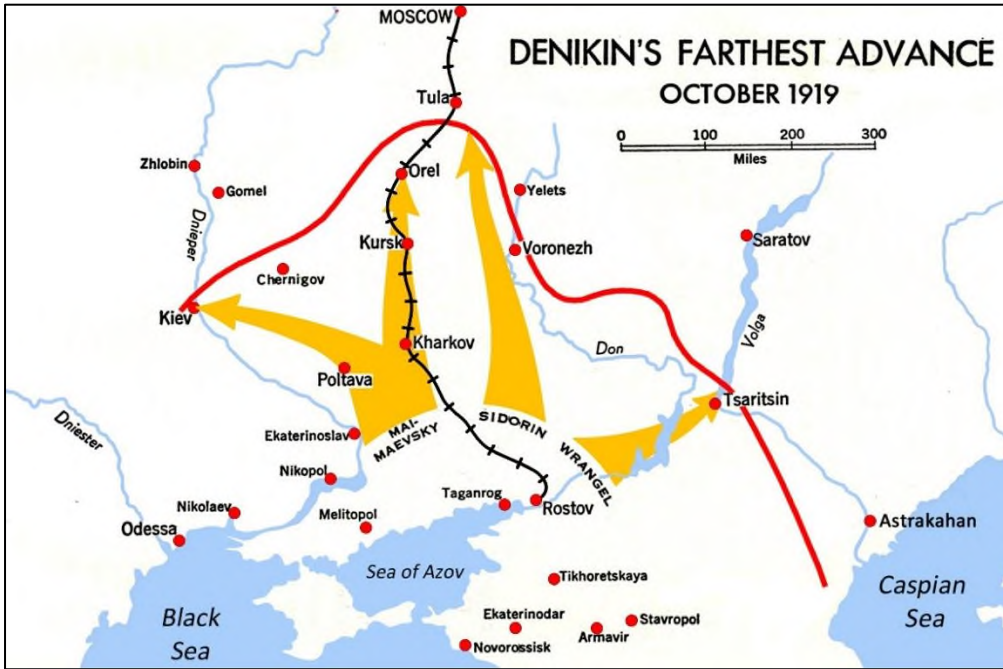 MOSCOW
DENIKIN'S FARTHEST ADVANCE
OCTOBER 1919
0 100 200 300
Miles
Tula
Zhlobin
Orel
Gomel
Yelets
Dnieper
Kursk
Voronezh
Saratov
Chernigov
Kiev
Volga
Kharkov
Don
Poltava
Tsaritsin
Dniester
MAI-
MAEVSKY
SIDORIN
WRANGEL
Ekaterinoslav
Nikopol
Nikolaev
Melitopol
Taganrog
Rostov
Odessa
Astrakahan
Sea of Azov
Tikhoretskaya
Caspian
Sea
Black
Sea
Ekaterinodar
Stavropol
Armavir
Novorossisk